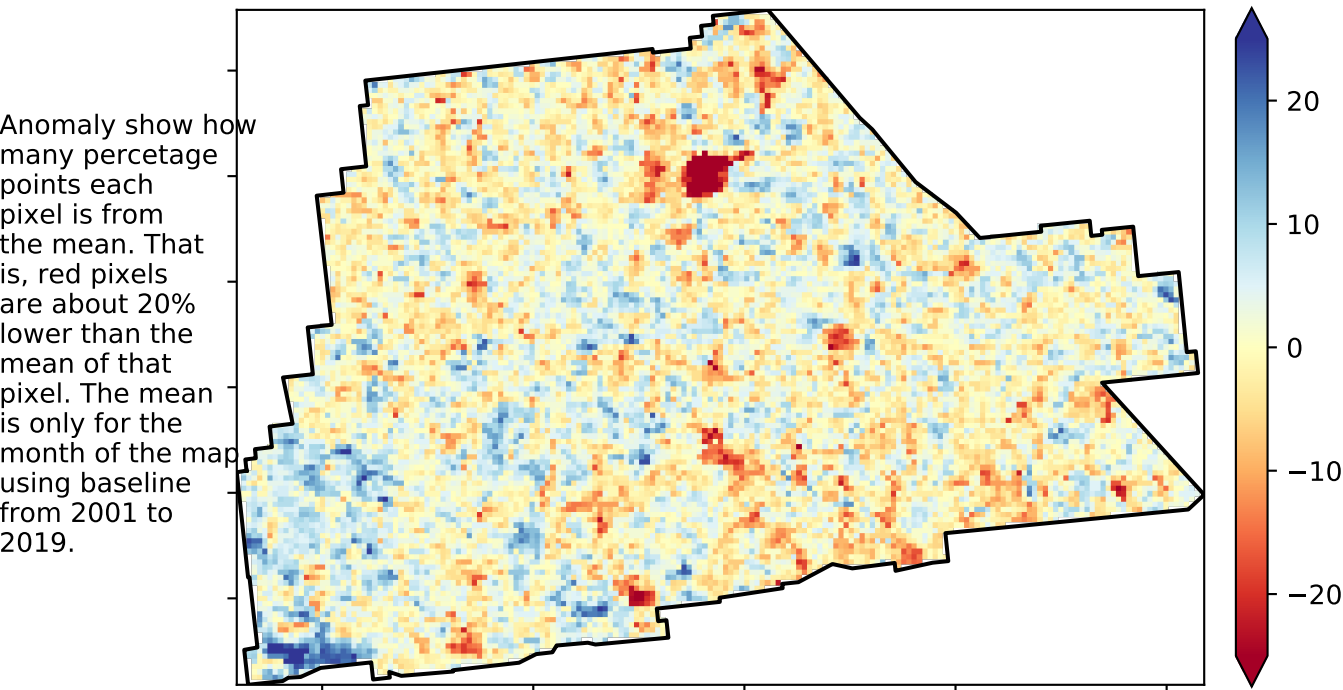 Anomaly show how
many percetage
points each
pixel is from
the mean. That
is, red pixels
are about 20%
lower than the
mean of that
pixel. The mean
is only for the
month of the map
using baseline
from 2001 to
2019.
20
10
0
−10
−20